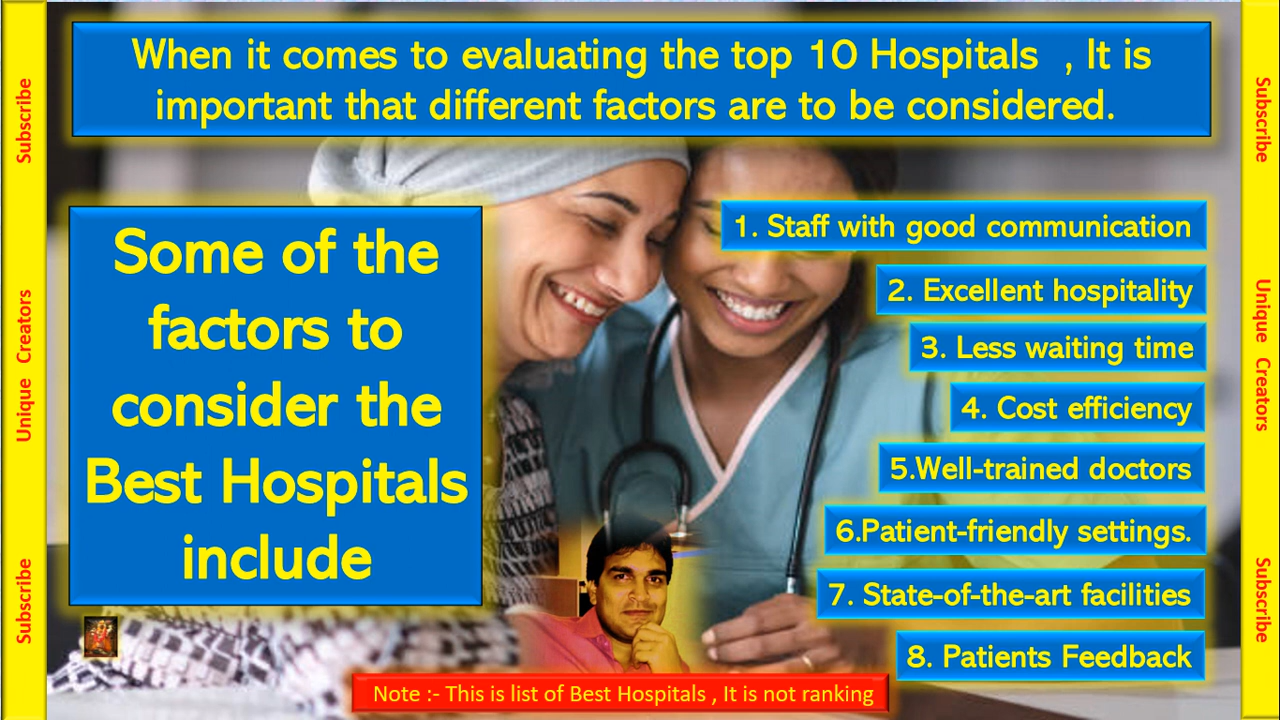 When it comes to evaluating the top 10 Hospitals , It is
important that different factors are to be considered.
Some of the
factors to
consider the
Best Hospitals
include
1. Staff with good communication
2. Excellent hospitality
3. Less waiting time
4. Cost efficiency
5.Well-trained doctors
6.Patient-friendly settings.
7. State-of-the-art facilities
8. Patients Feedback
Note :- This is list of Best Hospitals , It is not ranking
Subscribe
Unique Creators
Subscribe
Subscribe
Unique Creators
Subscribe